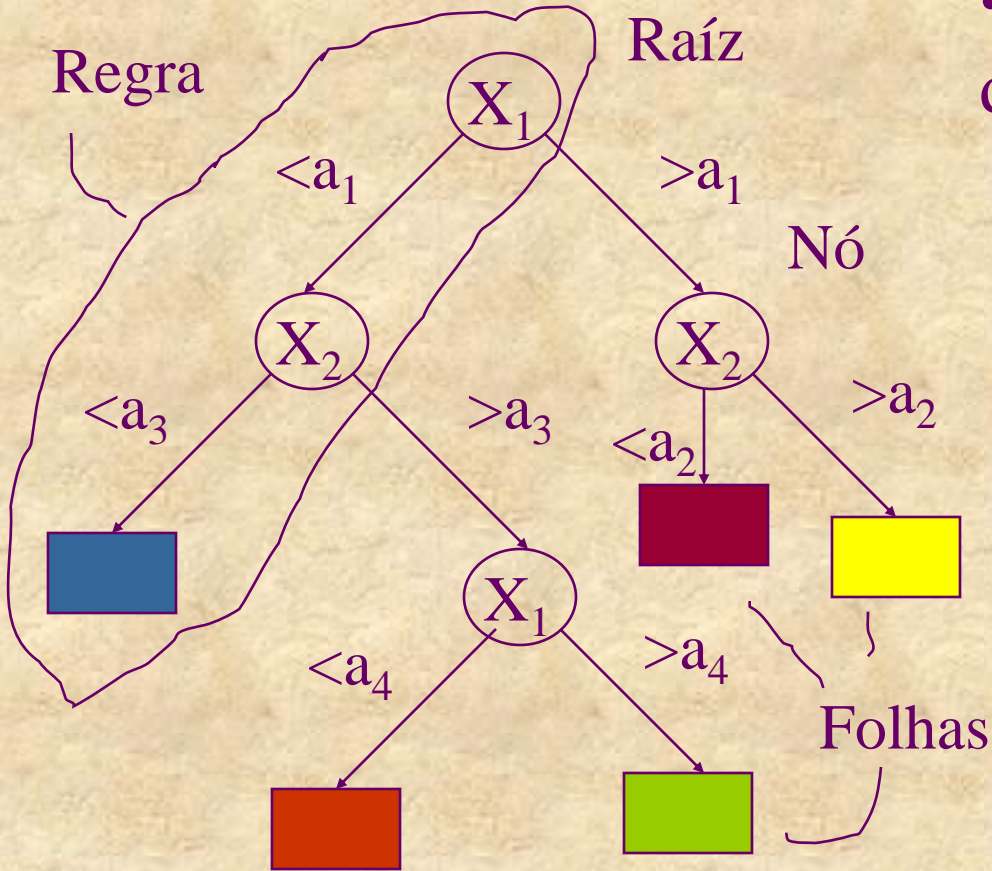 Raíz
Regra
X1
<a1
>a1
Nó
X2
X2
<a3
>a3
<a2
>a2
X1
<a4
>a4
Folhas